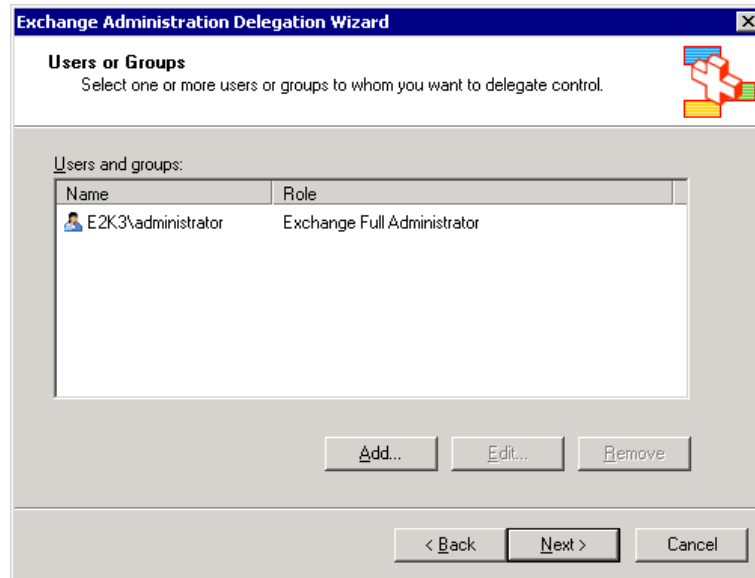 Exchange Administration Delegation Wizard
Users or Groups
Select one or more users or groups to whom you want to delegate control.
Users and groups:
Name Role
E2K3\administrator Exchange Full Administrator
Add... Edit... Remove
< Back Next > Cancel